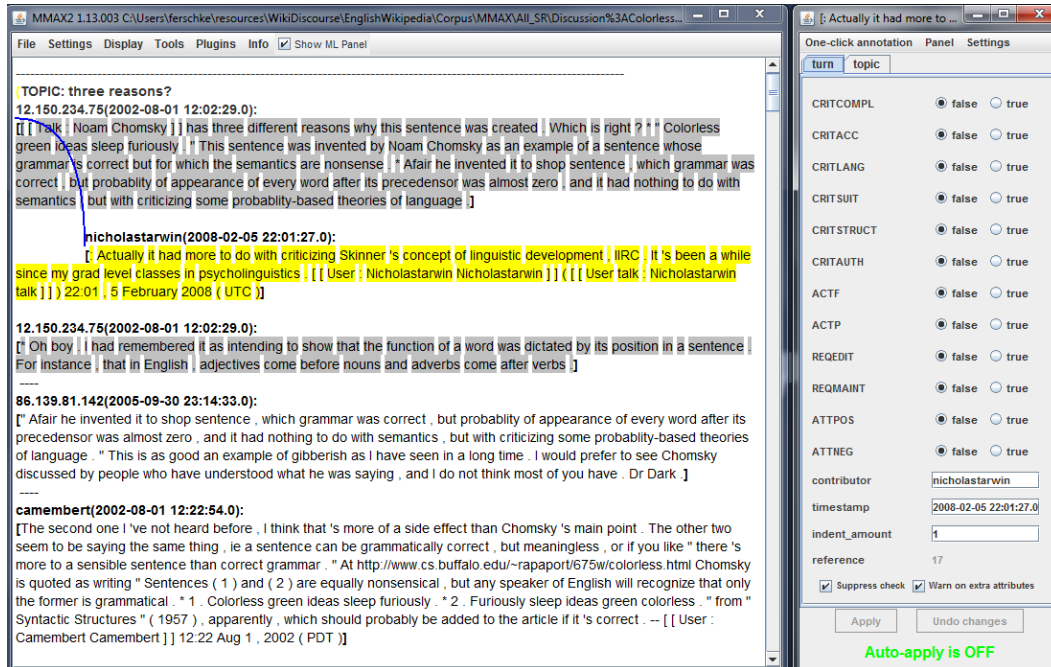 MMAX2 1.13.003 C:\Users\ferschke\resources\WikiDiscourse\EnglishWikipedia\Corpus\MMAX\All_SR\Discussion%3AColorless...
File Settings Display Tools Plugins Info Show ML Panel
TOPIC: three reasons?
12.150.234.75(2002-08-01 12:02:29.0):
[[ [ Talk : Noam Chomsky ] ] has three different reasons why this sentence was created . Which is right ? * " Colorless
green ideas sleep furiously . " This sentence was invented by Noam Chomsky as an example of a sentence whose
grammar is correct but for which the semantics are nonsense . * Afair he invented it to shop sentence , which grammar was
correct , but probablity of appearance of every word after its precedensor was almost zero , and it had nothing to do with
semantics , but with criticizing some probablity-based theories of language .]
nicholastarwin(2008-02-05 22:01:27.0):
[: Actually it had more to do with criticizing Skinner 's concept of linguistic development , IIRC . It 's been a while
since my grad level classes in psycholinguistics . [ [ User : Nicholastarwin Nicholastarwin ] ] ( [ [ User talk : Nicholastarwin
talk ] ] ) 22:01 , 5 February 2008 ( UTC )]
12.150.234.75(2002-08-01 12:02:29.0):
[* Oh boy . I had remembered it as intending to show that the function of a word was dictated by its position in a sentence .
For instance , that in English , adjectives come before nouns and adverbs come after verbs .]
----
86.139.81.142(2005-09-30 23:14:33.0):
[" Afair he invented it to shop sentence , which grammar was correct , but probablity of appearance of every word after its
precedensor was almost zero , and it had nothing to do with semantics , but with criticizing some probablity-based theories
of language . " This is as good an example of gibberish as I have seen in a long time . I would prefer to see Chomsky
discussed by people who have understood what he was saying , and I do not think most of you have . Dr Dark .]
----
camembert(2002-08-01 12:22:54.0):
[The second one I 've not heard before , I think that 's more of a side effect than Chomsky 's main point . The other two
seem to be saying the same thing , ie a sentence can be grammatically correct , but meaningless , or if you like " there 's
more to a sensible sentence than correct grammar . " At http://www.cs.buffalo.edu/~rapaport/675w/colorless.html Chomsky
is quoted as writing " Sentences ( 1 ) and ( 2 ) are equally nonsensical , but any speaker of English will recognize that only
the former is grammatical . * 1 . Colorless green ideas sleep furiously . * 2 . Furiously sleep ideas green colorless . " from "
Syntactic Structures " ( 1957 ) , apparently , which should probably be added to the article if it 's correct . -- [ [ User :
Camembert Camembert ] ] 12:22 Aug 1 , 2002 ( PDT )]
[: Actually it had more to ...
One-click annotation Panel Settings
turn topic
CRITCOMPL false true
CRITACC false true
CRITLANG false true
CRITSUIT false true
CRITSTRUCT false true
CRITAUTH false true
ACTF false true
ACTP false true
REQEDIT false true
REQMAINT false true
ATTPOS false true
ATTNEG false true
contributor nicholastarwin
timestamp 2008-02-05 22:01:27.0
indent_amount 1
reference 17
Suppress check Warn on extra attributes
Apply Undo changes
Auto-apply is OFF